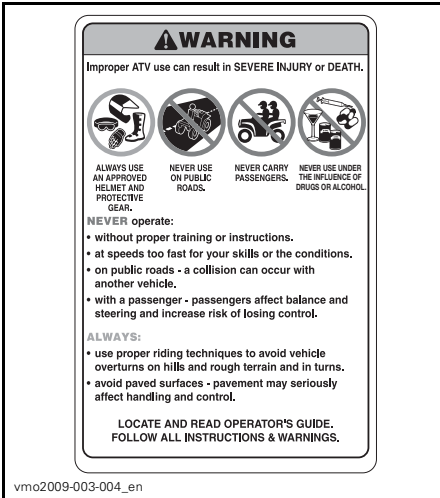 WARNING
Improper ATV use can result in SEVERE INJURY or DEATH.
ALWAYS USE
AN APPROVED
HELMET AND
PROTECTIVE
GEAR.
NEVER USE
ON PUBLIC
ROADS.
NEVER CARRY
PASSENGERS.
NEVER USE UNDER
THE INFLUENCE OF
DRUGS OR ALCOHOL.
NEVER operate:
• without proper training or instructions.
• at speeds too fast for your skills or the conditions.
• on public roads - a collision can occur with
another vehicle.
• with a passenger - passengers affect balance and
steering and increase risk of losing control.
ALWAYS:
• use proper riding techniques to avoid vehicle
overturns on hills and rough terrain and in turns.
• avoid paved surfaces - pavement may seriously
affect handling and control.
LOCATE AND READ OPERATOR'S GUIDE.
FOLLOW ALL INSTRUCTIONS & WARNINGS.
vmo2009-003-004_en